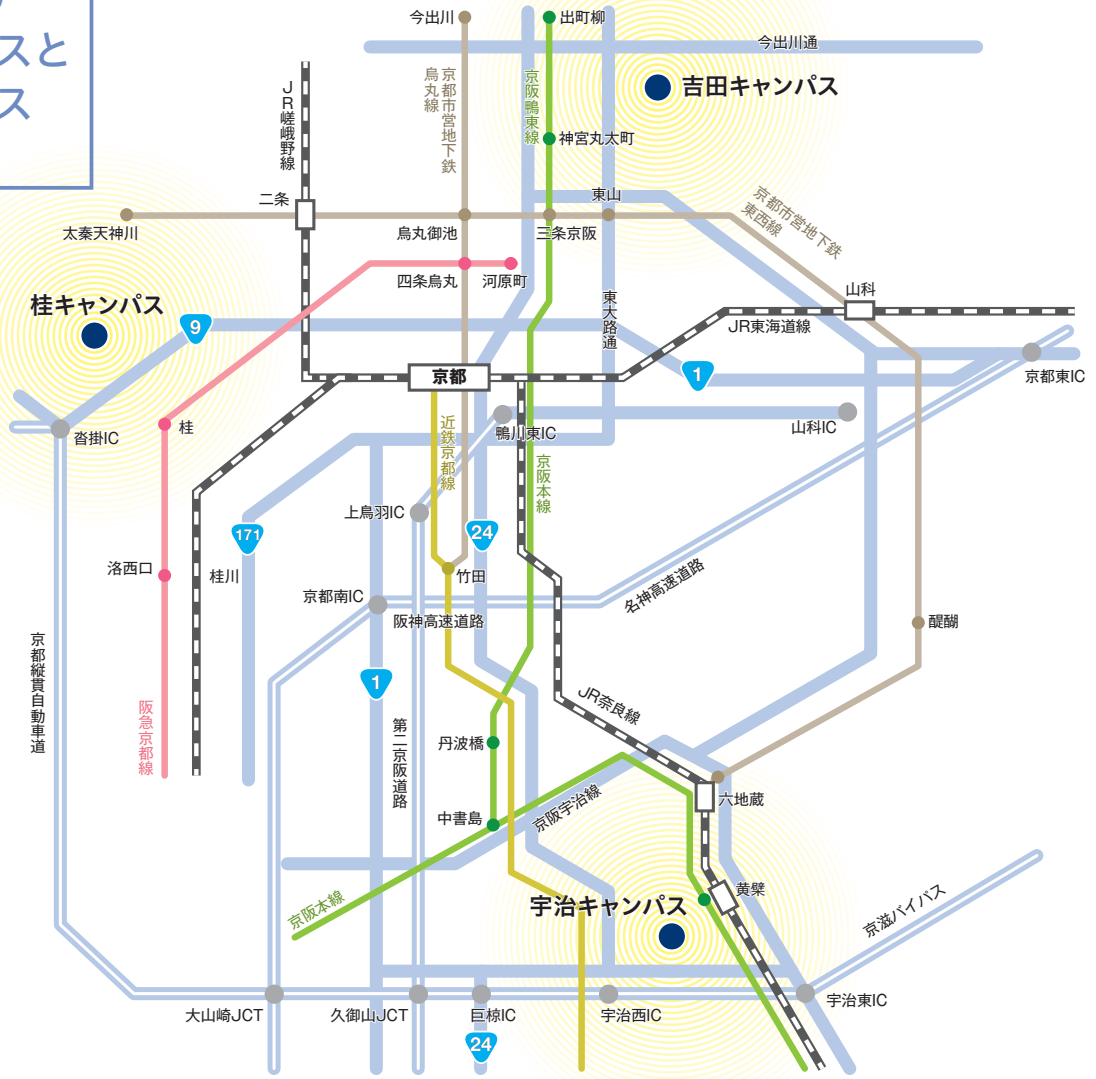 スと
ス
今出川
出町柳
今出川通
吉田キャンパス
京都市営地下鉄
烏丸線
京阪鴨東線
JR嵯峨野線
神宮丸太町
二条
東山
京都市営地下鉄
東西線
太秦天神川
烏丸御池
三条京阪
四条烏丸
河原町
山科
桂キャンパス
東大路通
JR東海道線
9
京都
1
京都東IC
沓掛IC
桂
近鉄京都線
鴨川東IC
山科IC
京阪本線
上鳥羽IC
171
24
洛西口
桂川
竹田
京都南IC
阪神高速道路
名神高速道路
醍醐
京都縦貫自動車道
阪急京都線
1
第二京阪道路
JR奈良線
丹波橋
中書島
京阪宇治線
六地蔵
京阪本線
宇治キャンパス
黄檗
京滋バイパス
大山崎JCT
久御山JCT
巨椋IC
宇治西IC
宇治東IC
24